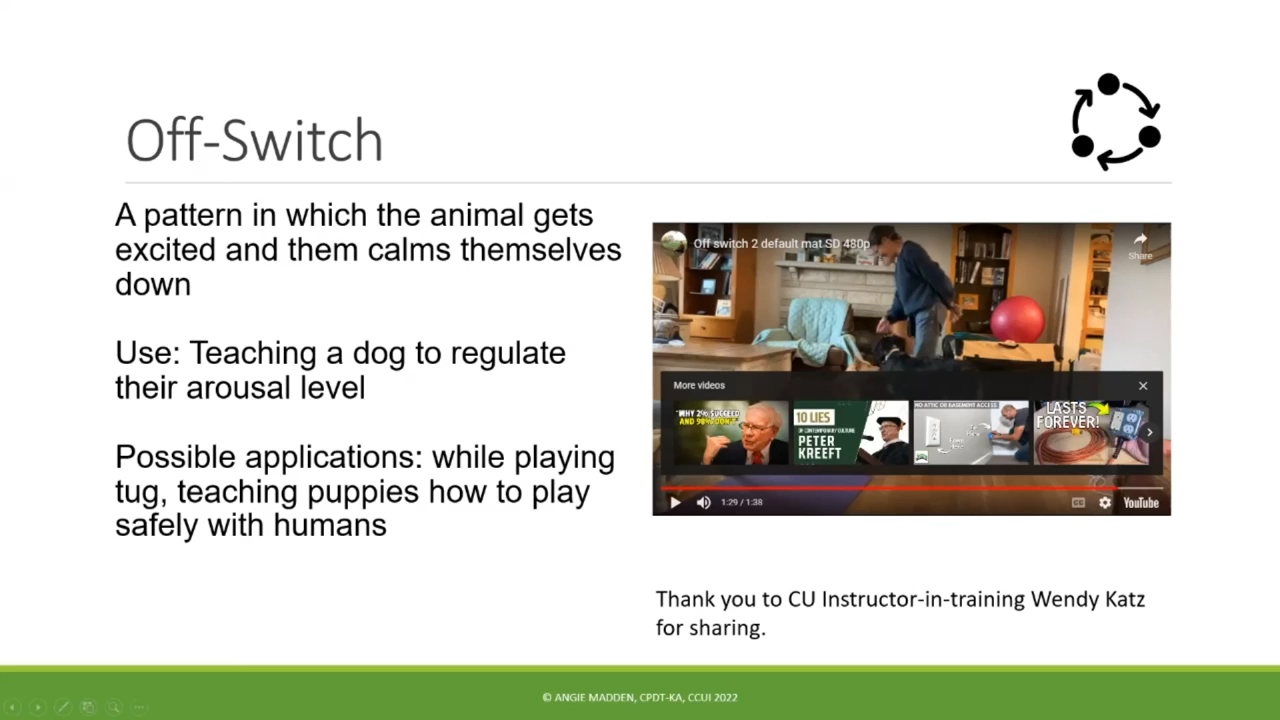 Off-Switch
A pattern in which the animal gets
excited and them calms themselves
down
Use: Teaching a dog to regulate
their arousal level
Possible applications: while playing
tug, teaching puppies how to play
safely with humans
Off switch 2 default mat SD 480p
Share
More videos
"WHY 2% SUCCEED
AND 98% DON'T"
10 LIES
OF CONTEMPORARY CULTURE
PETER
KREEFT
NO ATTIC OR BASEMENT ACCESS
LASTS
FOREVER!
1:29 / 1:38
CC
YouTube
Thank you to CU Instructor-in-training Wendy Katz
for sharing.
© ANGIE MADDEN, CPDT-KA, CCUI 2022